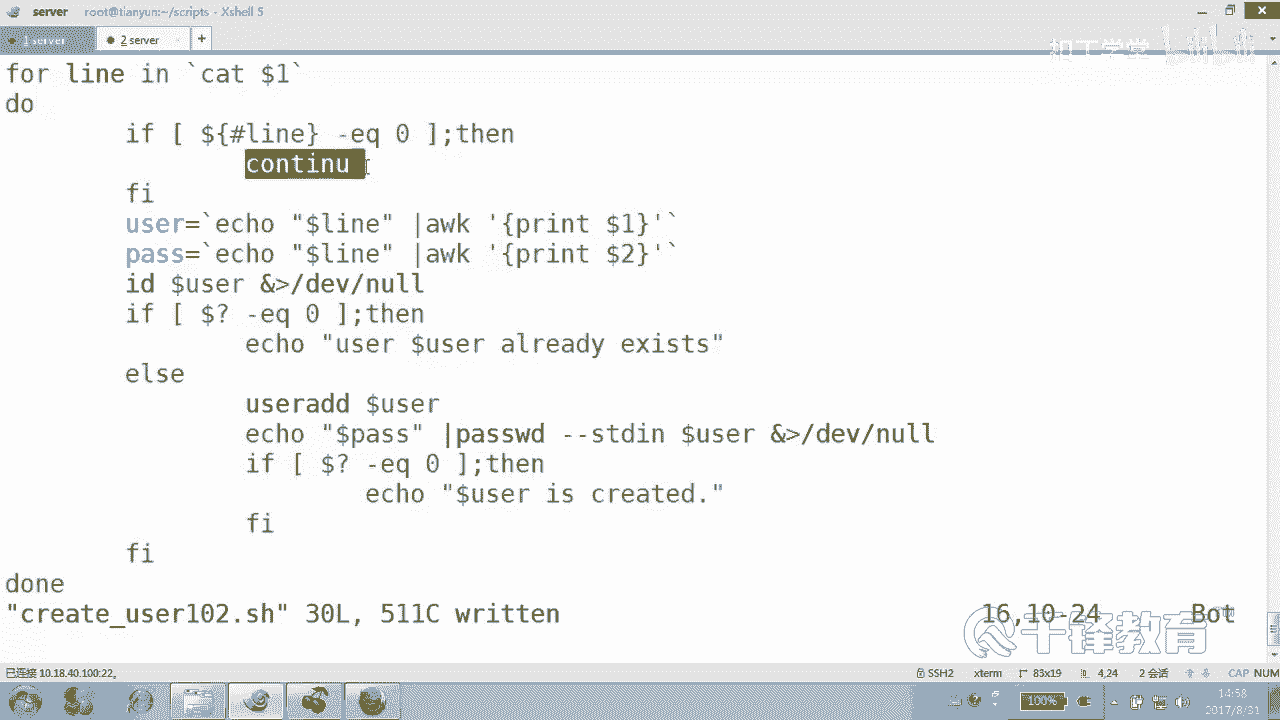 server root@tianyun:~/scripts - Xshell 5
1 server
2 server
+
扣丁学堂 bilibili
for line in `cat $1`
do
if [ ${#line} -eq 0 ];then
continu
fi
user=`echo "$line" |awk '{print $1}'`
pass=`echo "$line" |awk '{print $2}'`
id $user &>/dev/null
if [ $? -eq 0 ];then
echo "user $user already exists"
else
useradd $user
echo "$pass" |passwd --stdin $user &>/dev/null
if [ $? -eq 0 ];then
echo "$user is created."
fi
fi
done
"create_user102.sh" 30L, 511C written 16,10-24 Bot
千锋教育
已连接 10.18.40.100:22。 SSH2 xterm 83x19 4,24 2 会话 CAP NUM
100% 14:58
2017/8/31